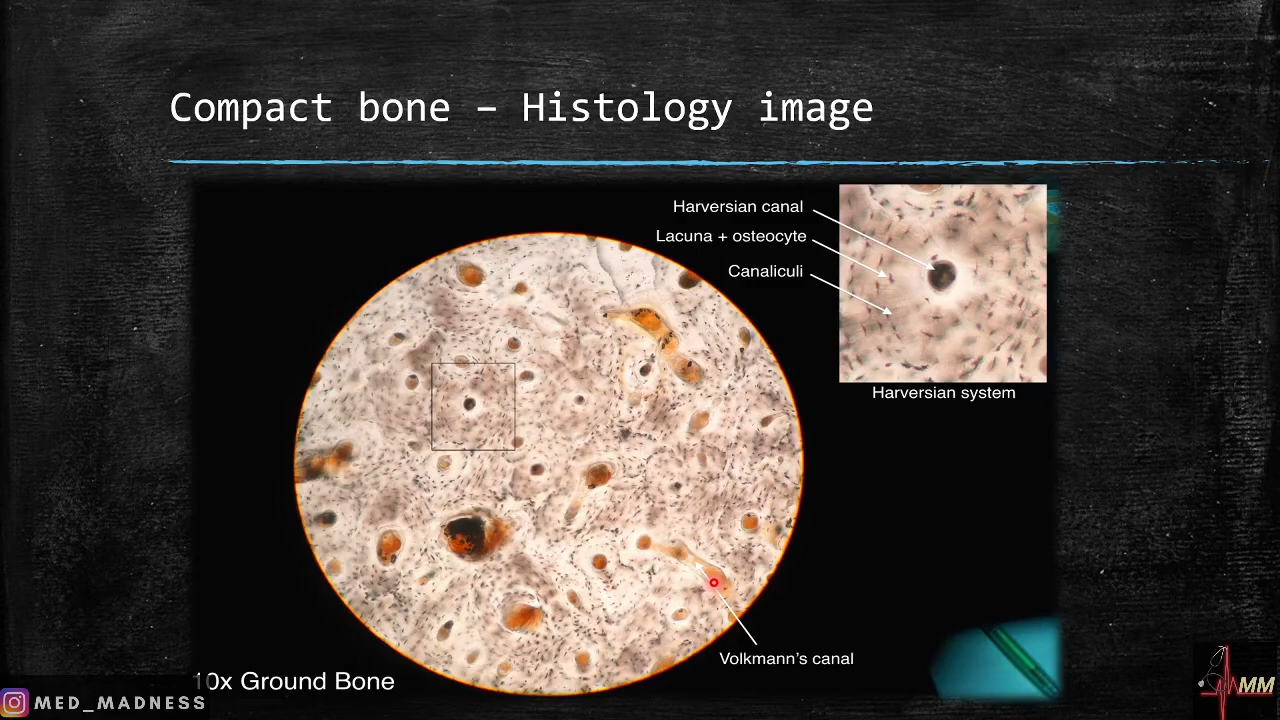 Compact bone – Histology image
Harversian canal
Lacuna + osteocyte
Canaliculi
Harversian system
Volkmann's canal
10x Ground Bone
MED_MADNESS
MM